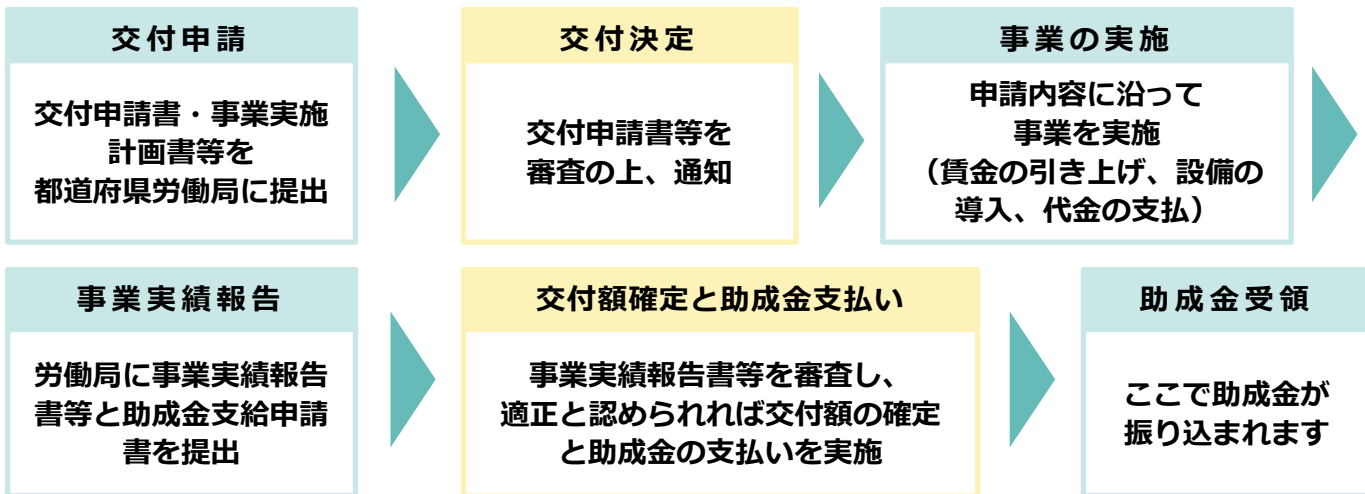 交付申請
交付申請書・事業実施
計画書等を
都道府県労働局に提出
交付決定
交付申請書等を
審査の上、通知
事業の実施
申請内容に沿って
事業を実施
（賃金の引き上げ、設備の
導入、代金の支払）
事業実績報告
労働局に事業実績報告
書等と助成金支給申請
書を提出
交付額確定と助成金支払い
事業実績報告書等を審査し、
適正と認められれば交付額の確定
と助成金の支払いを実施
助成金受領
ここで助成金が
振り込まれます